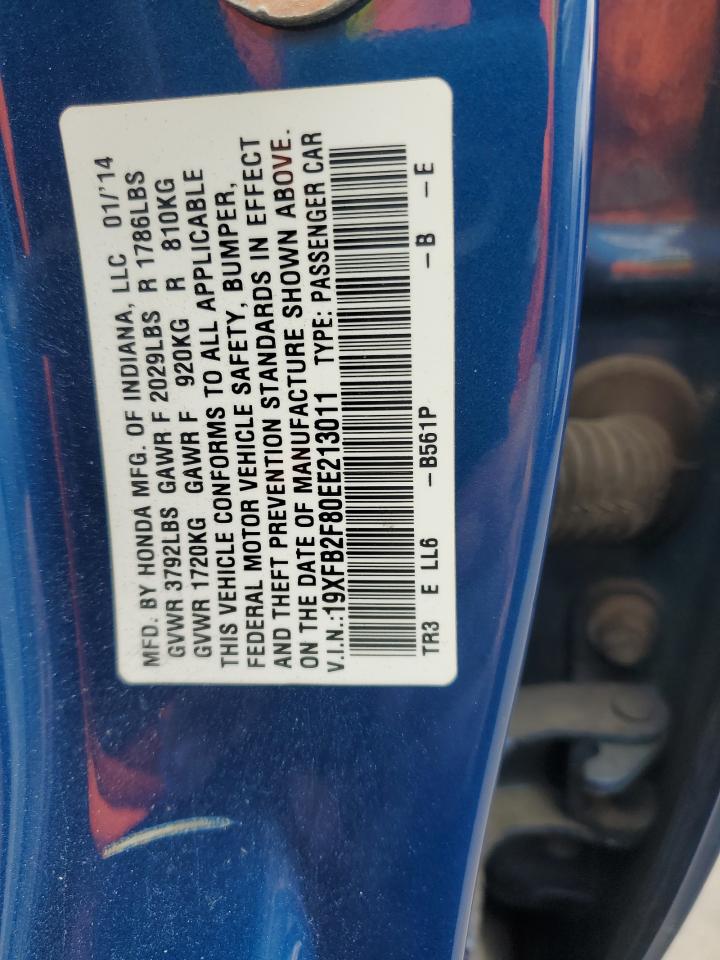 MFD. BY HONDA MFG. OF INDIANA, LLC 01/'14
GVWR 3792LBS GAWR F 2029LBS R 1786LBS
GVWR 1720KG GAWR F 920KG R 810KG
THIS VEHICLE CONFORMS TO ALL APPLICABLE
FEDERAL MOTOR VEHICLE SAFETY, BUMPER,
AND THEFT PREVENTION STANDARDS IN EFFECT
ON THE DATE OF MANUFACTURE SHOWN ABOVE.
V.I.N.:19XFB2F80EE213011 TYPE: PASSENGER CAR
TR3 E LL6 -B561P -B -E